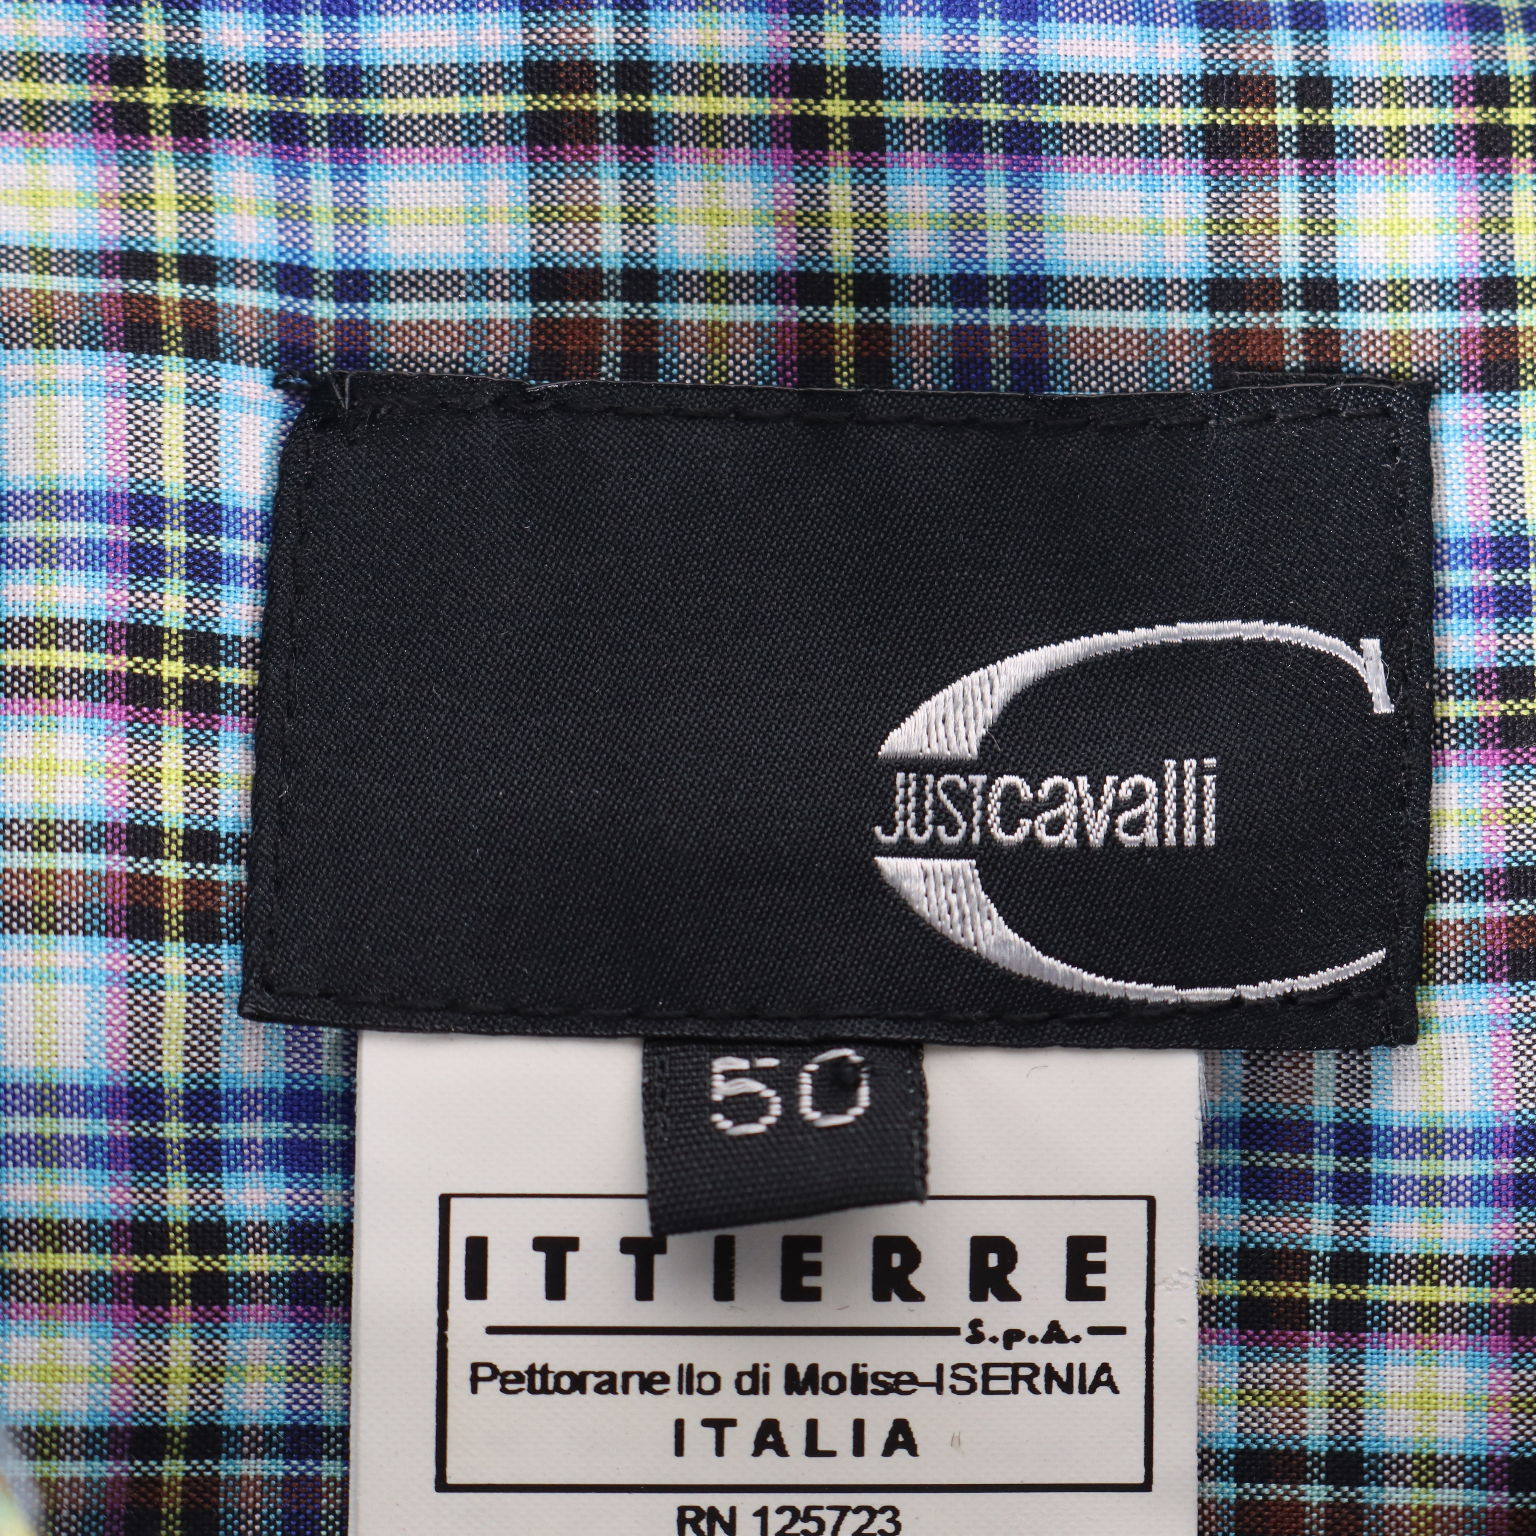 JUSTcavalli
50
ITTIERRE
S.p.A.
Pettoranello di Molise-ISERNIA
ITALIA
RN 125723